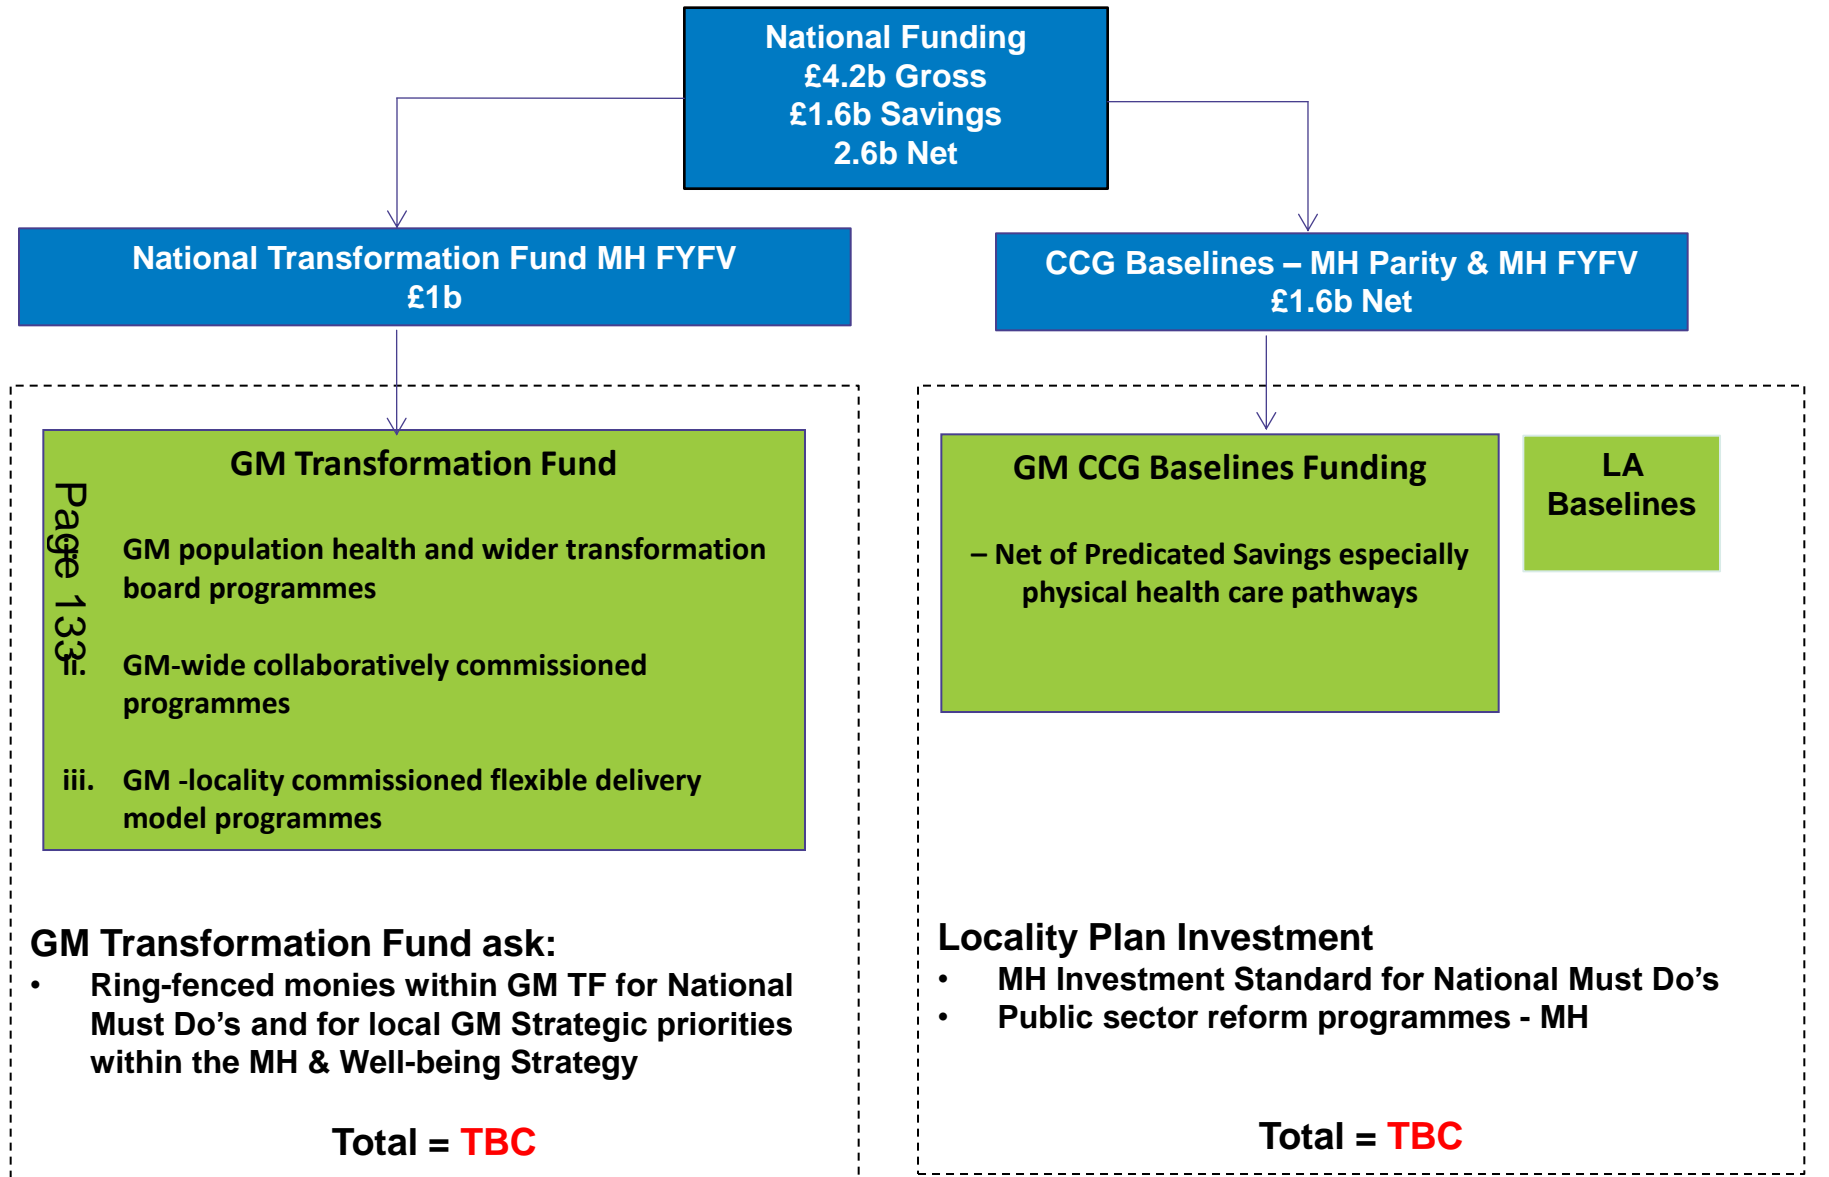 National Funding
£4.2b Gross
£1.6b Savings
2.6b Net
National Transformation Fund MH FYFV
£1b
CCG Baselines – MH Parity & MH FYFV
£1.6b Net
GM Transformation Fund
GM population health and wider transformation
board programmes
GM-wide collaboratively commissioned
programmes
iii. GM -locality commissioned flexible delivery
model programmes
Page 133
GM CCG Baselines Funding
– Net of Predicated Savings especially
physical health care pathways
LA
Baselines
GM Transformation Fund ask:
• Ring-fenced monies within GM TF for National
Must Do’s and for local GM Strategic priorities
within the MH & Well-being Strategy
Total = TBC
Locality Plan Investment
• MH Investment Standard for National Must Do’s
• Public sector reform programmes - MH
Total = TBC